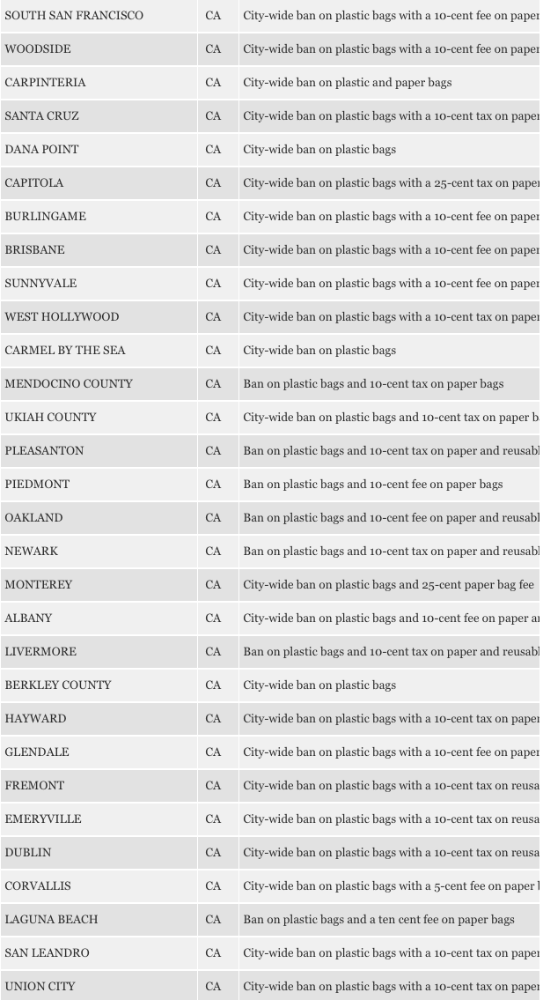 SOUTH SAN FRANCISCO CA City-wide ban on plastic bags with a 10-cent fee on paper
WOODSIDE CA City-wide ban on plastic bags with a 10-cent fee on paper
CARPINTERIA CA City-wide ban on plastic and paper bags
SANTA CRUZ CA City-wide ban on plastic bags with a 10-cent tax on paper
DANA POINT CA City-wide ban on plastic bags
CAPITOLA CA City-wide ban on plastic bags with a 25-cent tax on paper
BURLINGAME CA City-wide ban on plastic bags with a 10-cent fee on paper
BRISBANE CA City-wide ban on plastic bags with a 10-cent fee on paper
SUNNYVALE CA City-wide ban on plastic bags with a 10-cent fee on paper
WEST HOLLYWOOD CA City-wide ban on plastic bags with a 10-cent tax on paper
CARMEL BY THE SEA CA City-wide ban on plastic bags
MENDOCINO COUNTY CA Ban on plastic bags and 10-cent tax on paper bags
UKIAH COUNTY CA City-wide ban on plastic bags and 10-cent tax on paper
PLEASANTON CA Ban on plastic bags and 10-cent tax on paper and
PIEDMONT CA Ban on plastic bags and 10-cent fee on paper bags
OAKLAND CA Ban on plastic bags and 10-cent fee on paper and
NEWARK CA Ban on plastic bags and 10-cent tax on paper and
MONTEREY CA City-wide ban on plastic bags and 25-cent paper bag fee
ALBANY CA City-wide ban on plastic bags and 10-cent fee on paper
LIVERMORE CA Ban on plastic bags and 10-cent tax on paper and
BERKLEY COUNTY CA City-wide ban on plastic bags
HAYWARD CA City-wide ban on plastic bags with a 10-cent tax on paper
GLENDALE CA City-wide ban on plastic bags with a 10-cent fee on paper
FREMONT CA City-wide ban on plastic bags with a 10-cent tax on
EMERYVILLE CA City-wide ban on plastic bags with a 10-cent tax on
DUBLIN CA City-wide ban on plastic bags with a 10-cent tax on
CORVALLIS CA City-wide ban on plastic bags with a 5-cent fee on paper
LAGUNA BEACH CA Ban on plastic bags and a ten cent fee on paper bags
SAN LEANDRO CA City-wide ban on plastic bags with a 10-cent tax on paper
UNION CITY CA City-wide ban on plastic bags with a 10-cent tax on paper